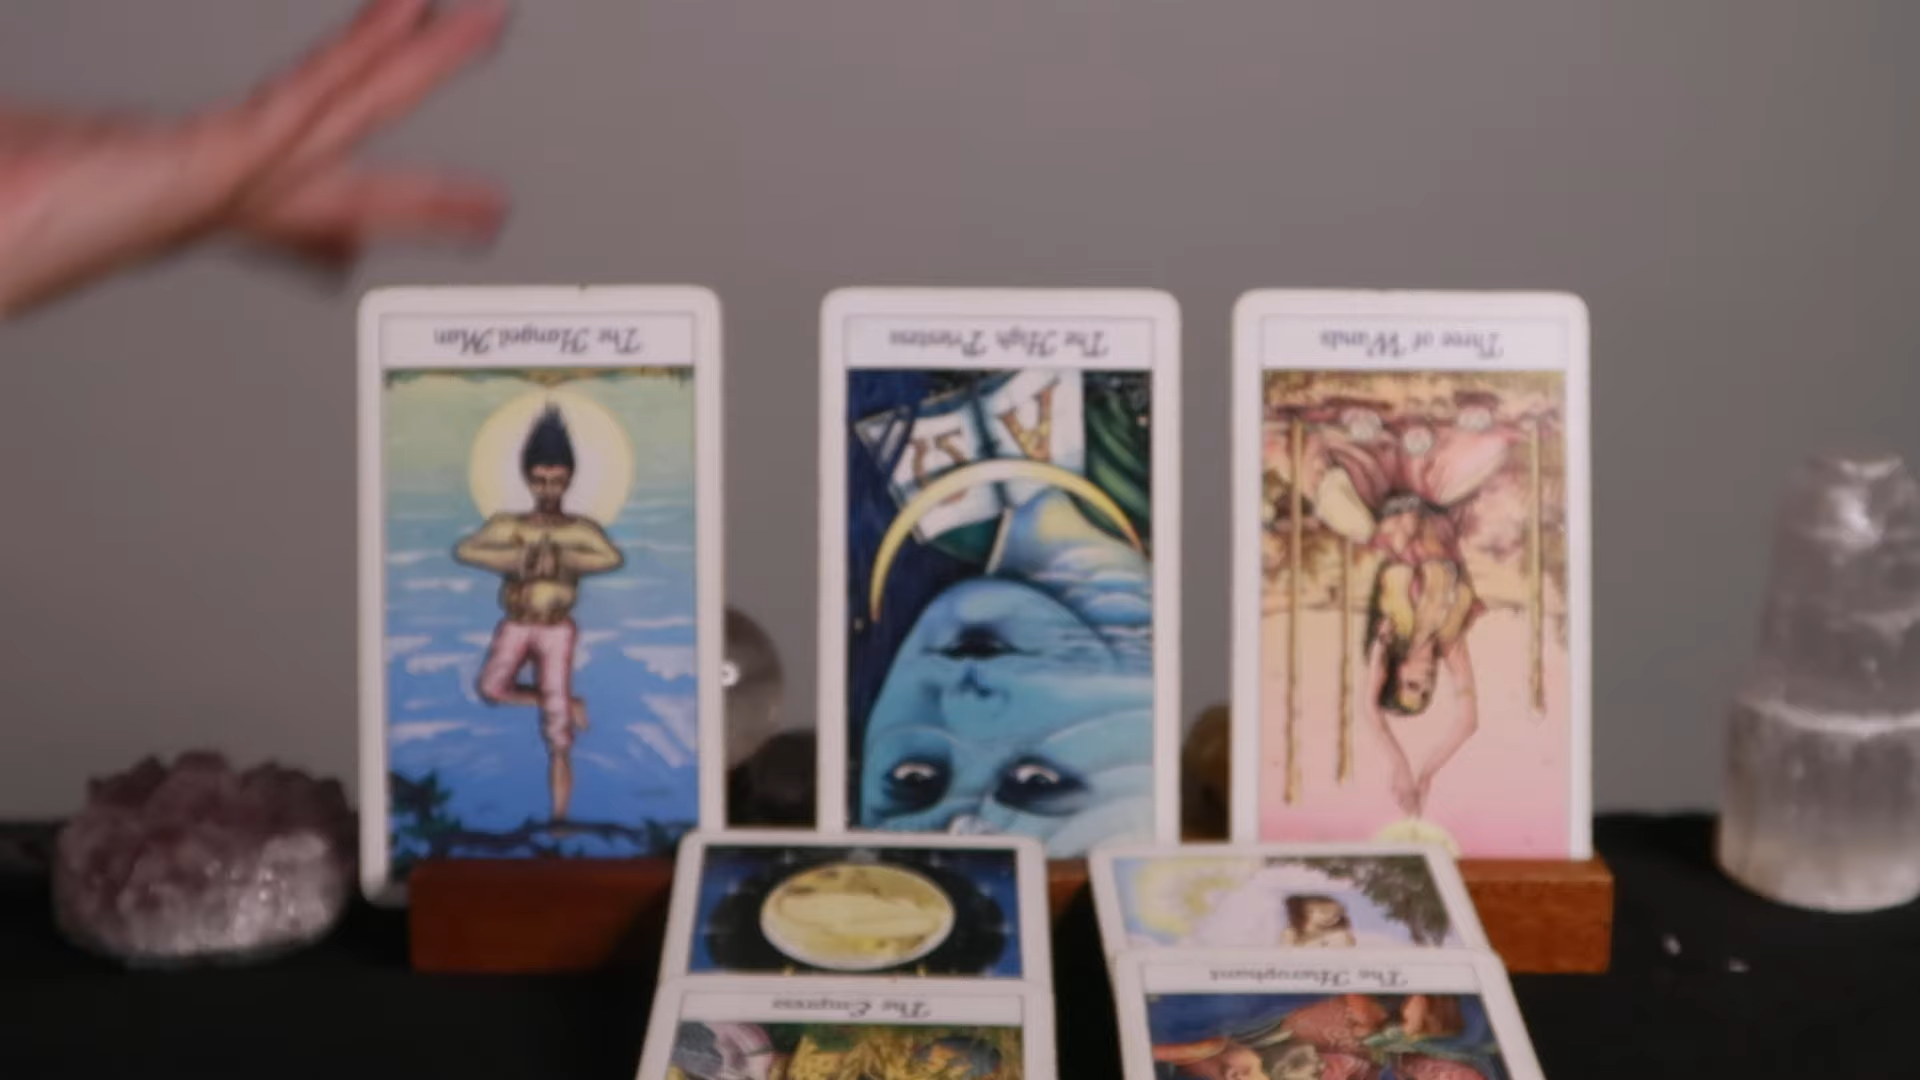 The Hanged Man
The High Priestess
Three of Wands
The Empress
The Hierophant